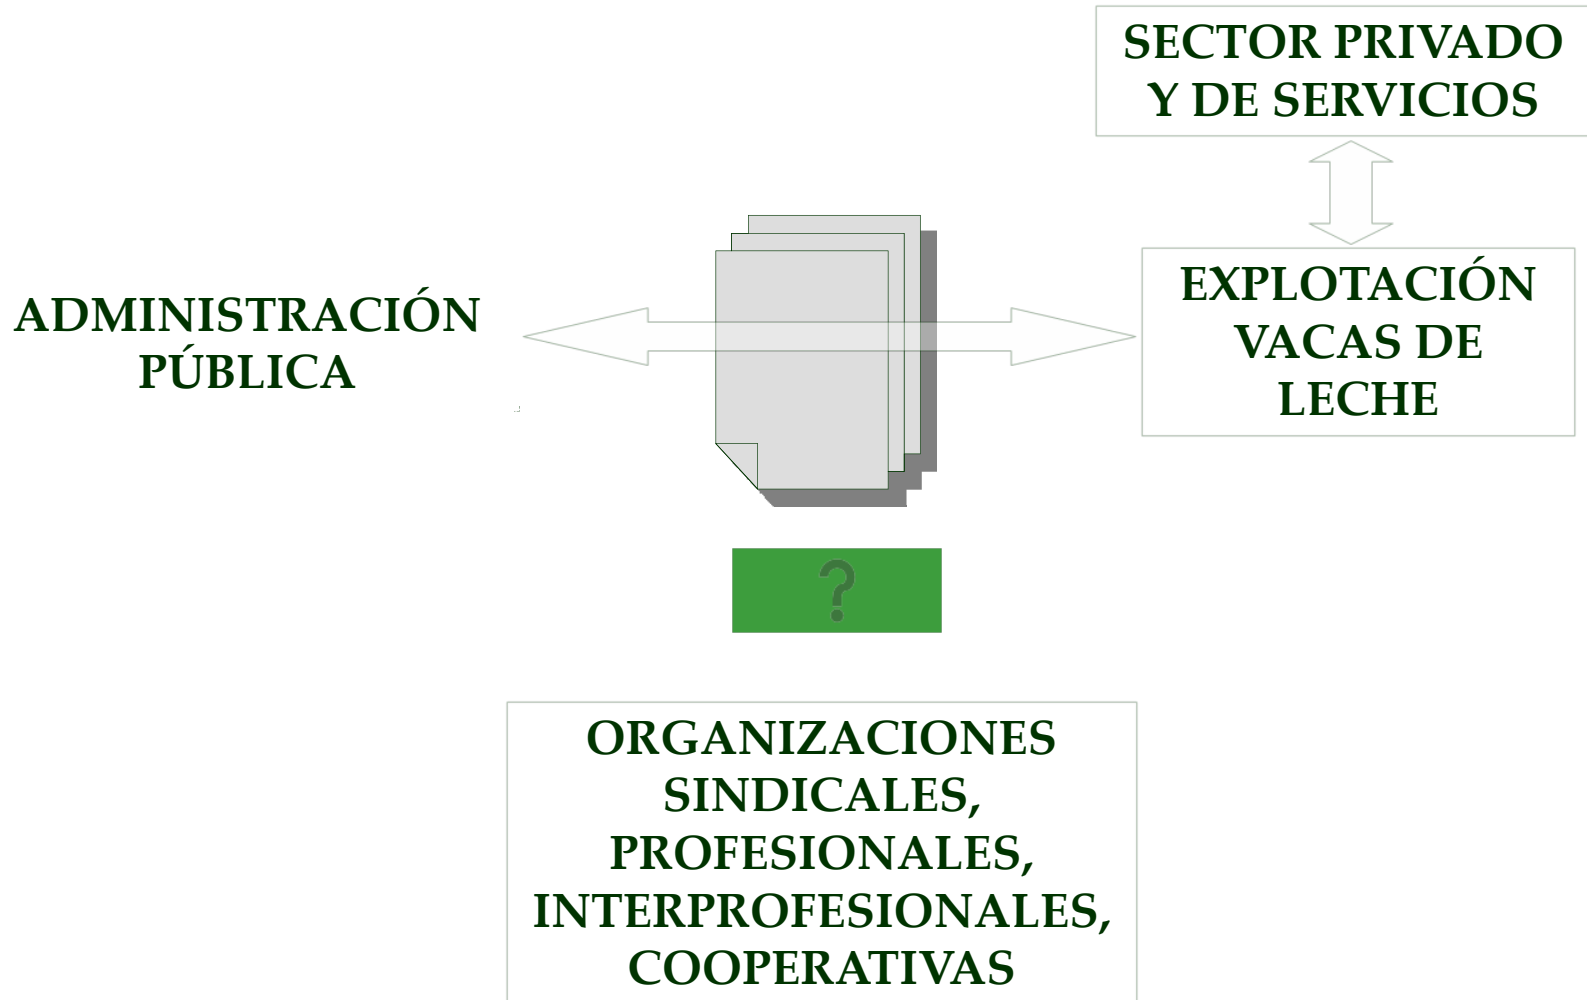 SECTOR PRIVADO
Y DE SERVICIOS
ADMINISTRACIÓN
PÚBLICA
EXPLOTACIÓN
VACAS DE
LECHE
?
ORGANIZACIONES
SINDICALES,
PROFESIONALES,
INTERPROFESIONALES,
COOPERATIVAS